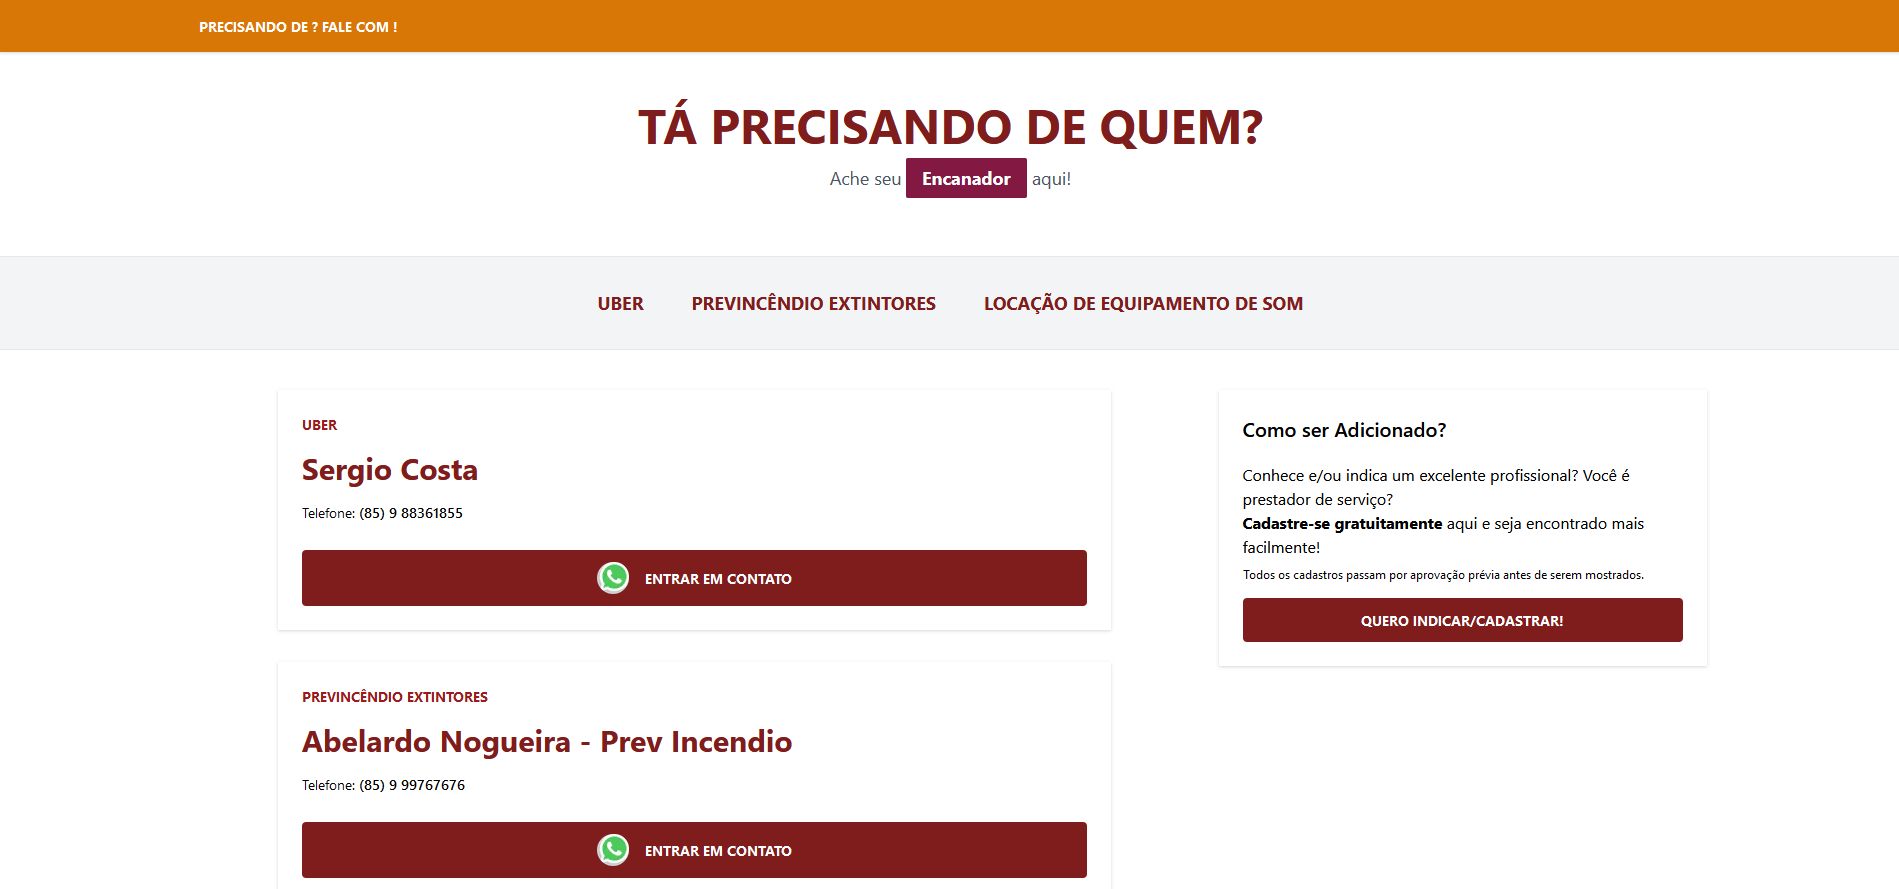 PRECISANDO DE ? FALE COM !
TÁ PRECISANDO DE QUEM?
Ache seu Encanador aqui!
UBER PREVINCÊNDIO EXTINTORES LOCAÇÃO DE EQUIPAMENTO DE SOM
UBER
Sergio Costa
Telefone: (85) 9 88361855
ENTRAR EM CONTATO
PREVINCÊNDIO EXTINTORES
Abelardo Nogueira - Prev Incendio
Telefone: (85) 9 99767676
ENTRAR EM CONTATO
Como ser Adicionado?
Conhece e/ou indica um excelente profissional? Você é
prestador de serviço?
Cadastre-se gratuitamente aqui e seja encontrado mais
facilmente!
Todos os cadastros passam por aprovação prévia antes de serem mostrados.
QUERO INDICAR/CADASTRAR!